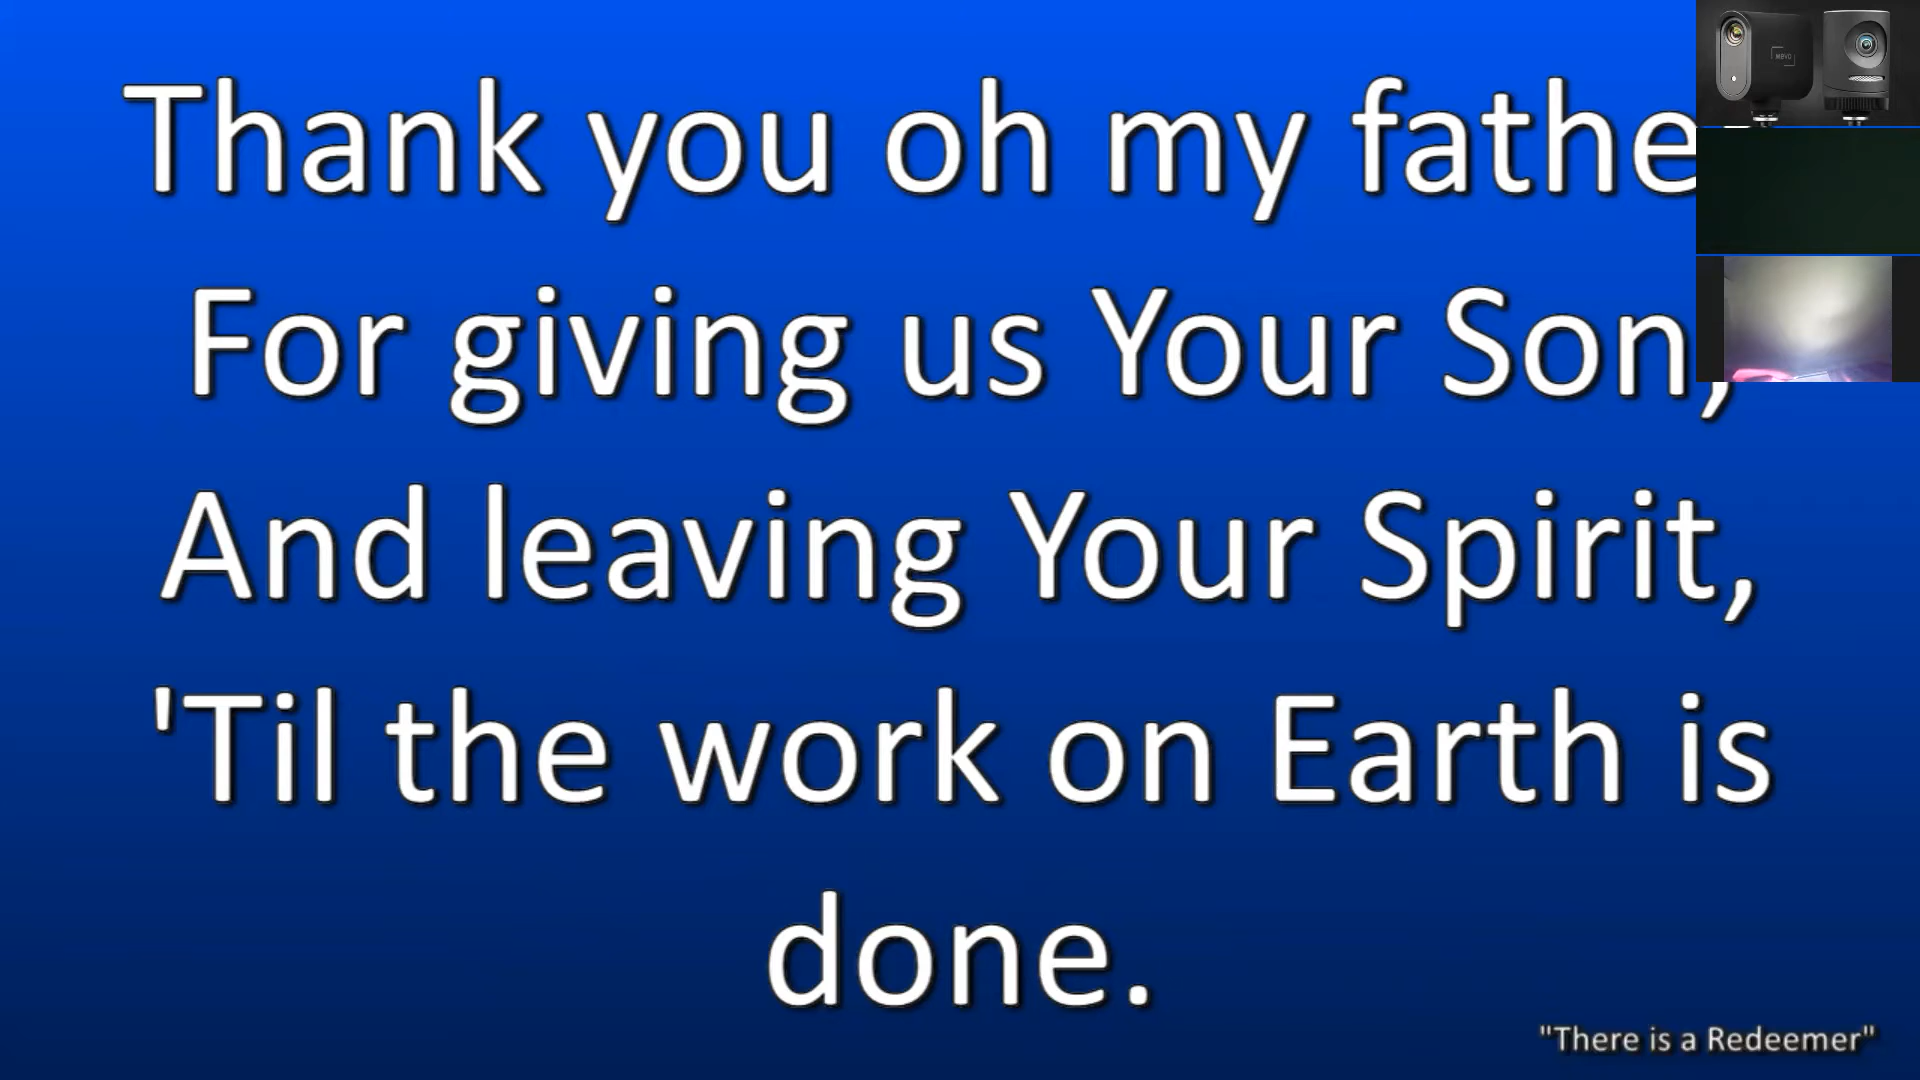 Thank you oh my fathe
For giving us Your Son,
And leaving Your Spirit,
'Til the work on Earth is
done.
"There is a Redeemer"
mevo